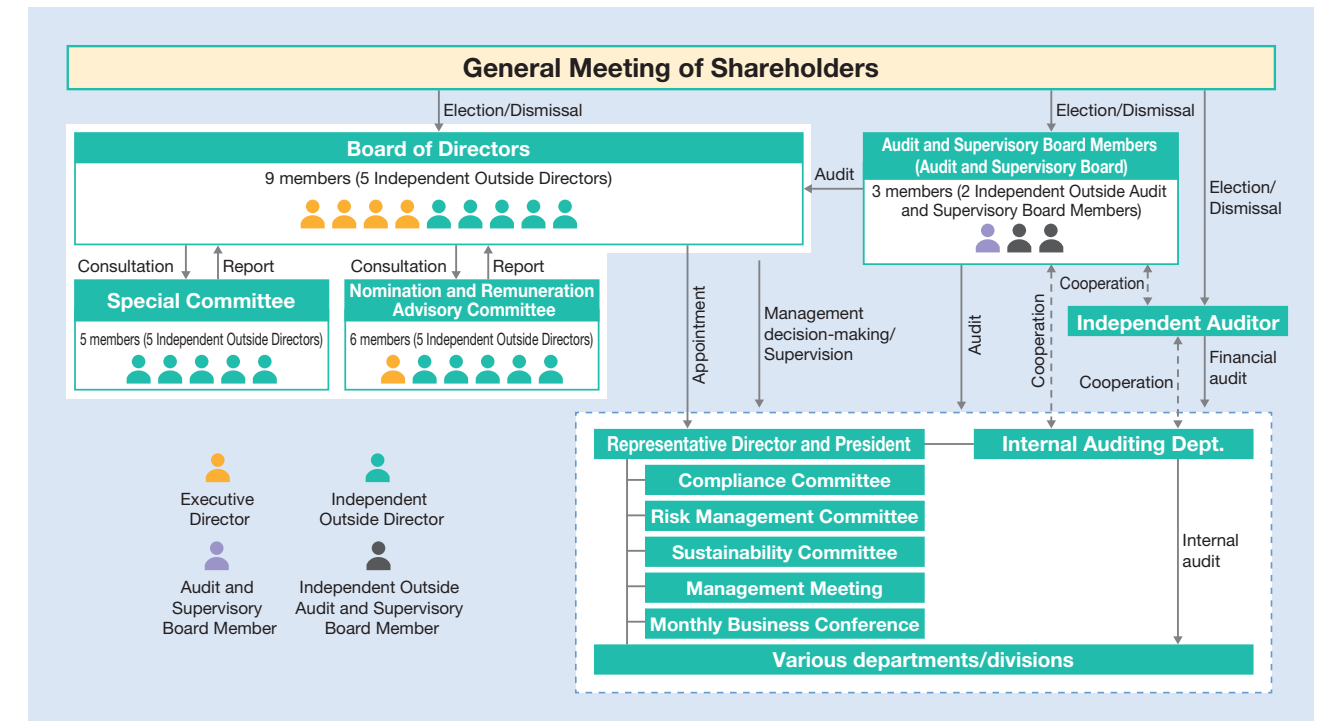 General Meeting of Shareholders
Election/Dismissal
Election/Dismissal
Election/
Dismissal
Board of Directors
9 members (5 Independent Outside Directors)
Audit
Audit and Supervisory Board Members
(Audit and Supervisory Board)
3 members (2 Independent Outside Audit
and Supervisory Board Members)
Consultation
Report
Consultation
Report
Special Committee
5 members (5 Independent Outside Directors)
Nomination and Remuneration
Advisory Committee
6 members (5 Independent Outside Directors)
Appointment
Management
decision-making/
Supervision
Audit
Cooperation
Cooperation
Independent Auditor
Cooperation
Financial
audit
Representative Director and President
Internal Auditing Dept.
Compliance Committee
Risk Management Committee
Sustainability Committee
Management Meeting
Monthly Business Conference
Internal
audit
Various departments/divisions
Executive
Director
Independent
Outside Director
Audit and
Supervisory
Board Member
Independent Outside
Audit and Supervisory
Board Member